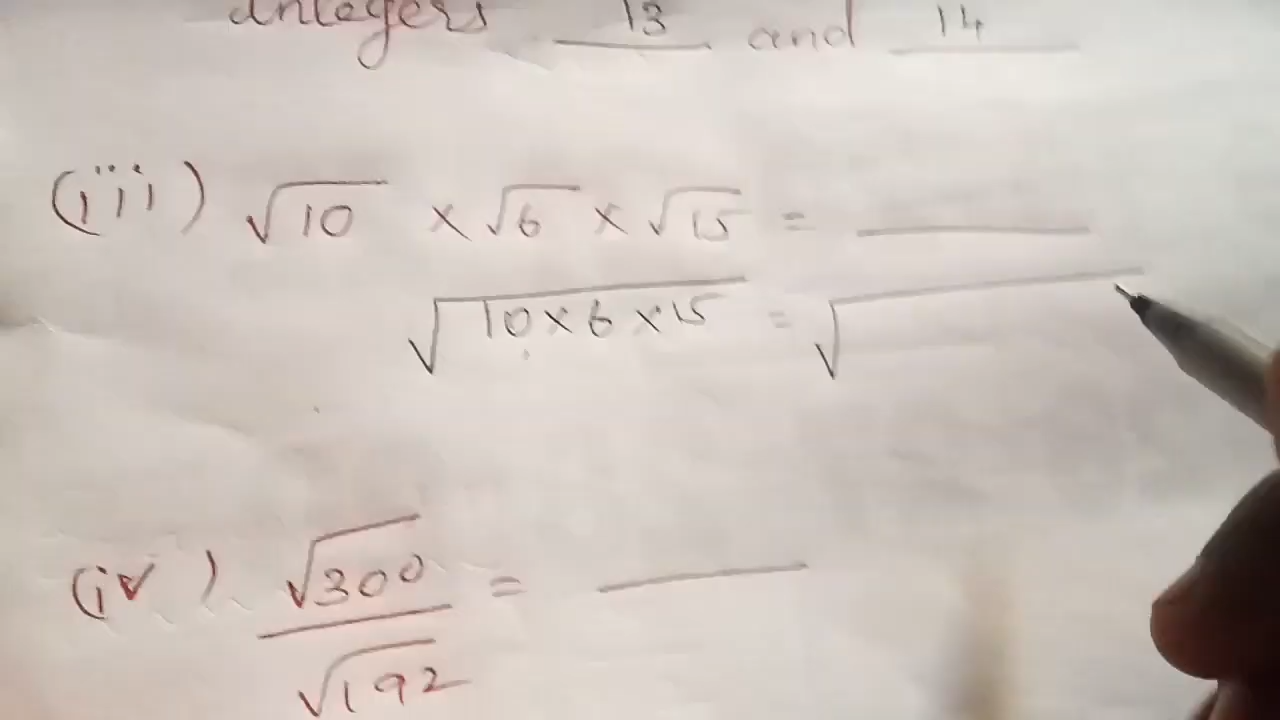 Integers 13 and 14
(iii) √10 × √6 × √15 = ____
√10×6×15 = √
(iv) √300 = ____
√192